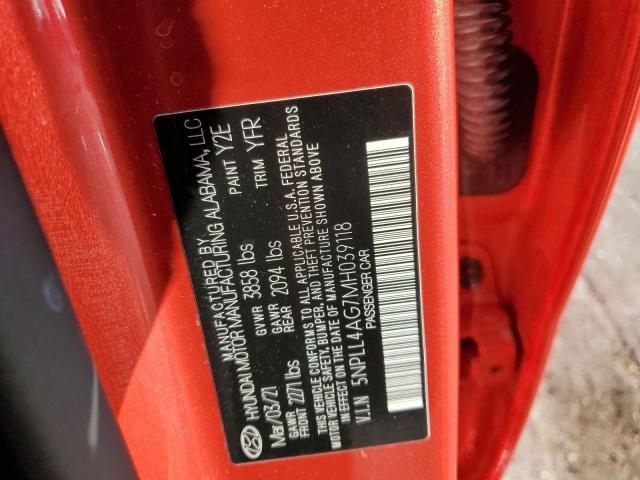 MANUFACTURED BY
HYUNDAI MOTOR MANUFACTURING ALABAMA, LLC
Mar/03/21 GVWR 3858 lbs PAINT Y2E
GAWR FRONT 2271 lbs GAWR REAR 2094 lbs TRIM YFR
THIS VEHICLE CONFORMS TO ALL APPLICABLE U.S.A. FEDERAL
MOTOR VEHICLE SAFETY, BUMPER, AND THEFT PREVENTION STANDARDS
IN EFFECT ON THE DATE OF MANUFACTURE SHOWN ABOVE
V.I.N 5NPLL4AG7MH039118
PASSENGER CAR